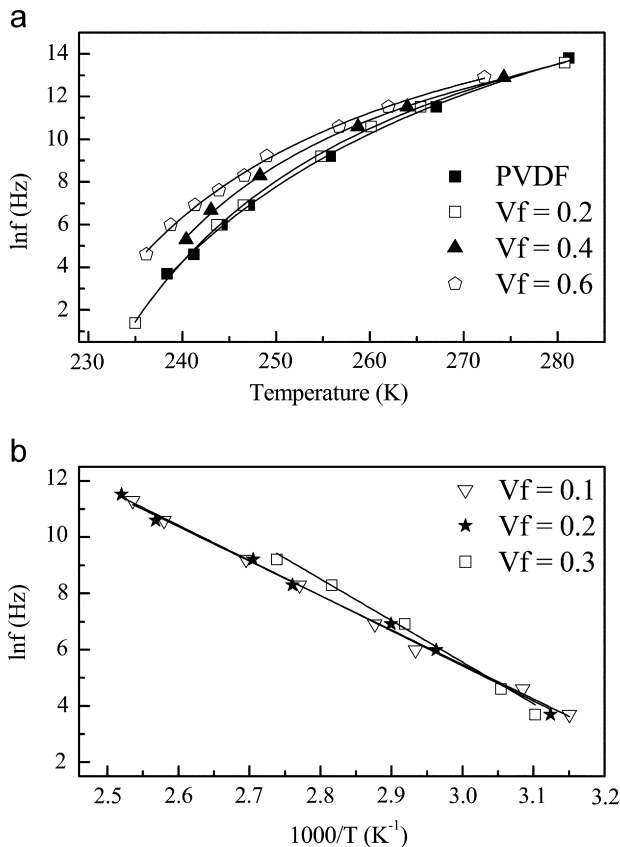 a
14
12
10
8
6
4
2
lnf (Hz)
PVDF
Vf = 0.2
Vf = 0.4
Vf = 0.6
230 240 250 260 270 280
Temperature (K)
b
12
10
8
6
4
2
lnf (Hz)
Vf = 0.1
Vf = 0.2
Vf = 0.3
2.5 2.6 2.7 2.8 2.9 3.0 3.1 3.2
1000/T (K⁻¹)